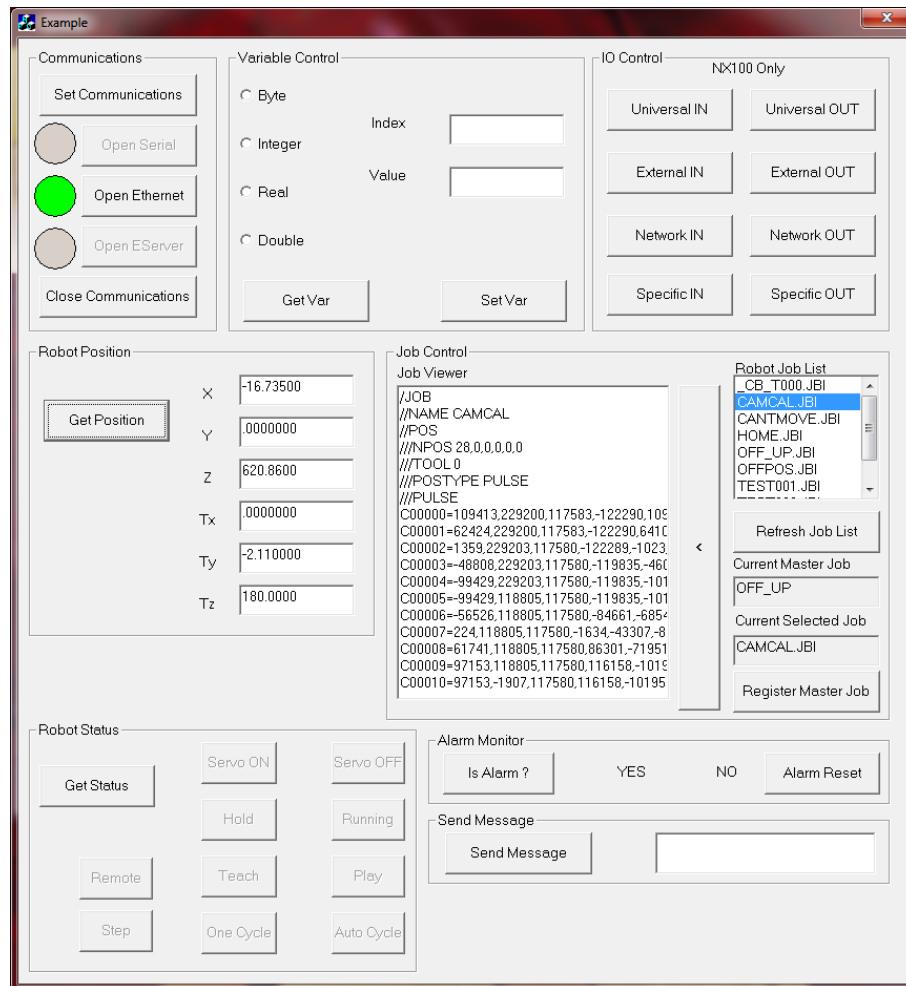 Example
Communications
Set Communications
Open Serial
Open Ethernet
Open EServer
Close Communications
Variable Control
Byte
Integer
Real
Double
Index
Value
Get Var
Set Var
IO Control
NX100 Only
Universal IN
Universal OUT
External IN
External OUT
Network IN
Network OUT
Specific IN
Specific OUT
Robot Position
Get Position
X
-16.73500
Y
.0000000
Z
620.8600
Tx
.0000000
Ty
-2.110000
Tz
180.0000
Job Control
Job Viewer
/JOB
//NAME CAMCAL
//POS
///NPOS 28,0,0,0,0,0
///TOOL 0
///POSTYPE PULSE
///PULSE
C00000=109413,229200,117583,-122290,109
C00001=62424,229200,117583,-122290,6410
C00002=1359,229203,117580,-122289,-1023,
C00003=-48808,229203,117580,-119835,-460
C00004=-99429,229203,117580,-119835,-101
C00005=-99429,118805,117580,-119835,-101
C00006=-56526,118805,117580,-84661,-6854
C00007=224,118805,117580,-1634,-43307,-8
C00008=61741,118805,117580,86301,-71951
C00009=97153,118805,117580,116158,-1019
C00010=97153,-1907,117580,116158,-10195
<
Robot Job List
_CB_T000.JBI
CAMCAL.JBI
CANTMOVE.JBI
HOME.JBI
OFF_UP.JBI
OFFPOS.JBI
TEST001.JBI
Refresh Job List
Current Master Job
OFF_UP
Current Selected Job
CAMCAL.JBI
Register Master Job
Robot Status
Get Status
Servo ON
Servo OFF
Hold
Running
Remote
Teach
Play
Step
One Cycle
Auto Cycle
Alarm Monitor
Is Alarm ?
YES
NO
Alarm Reset
Send Message
Send Message